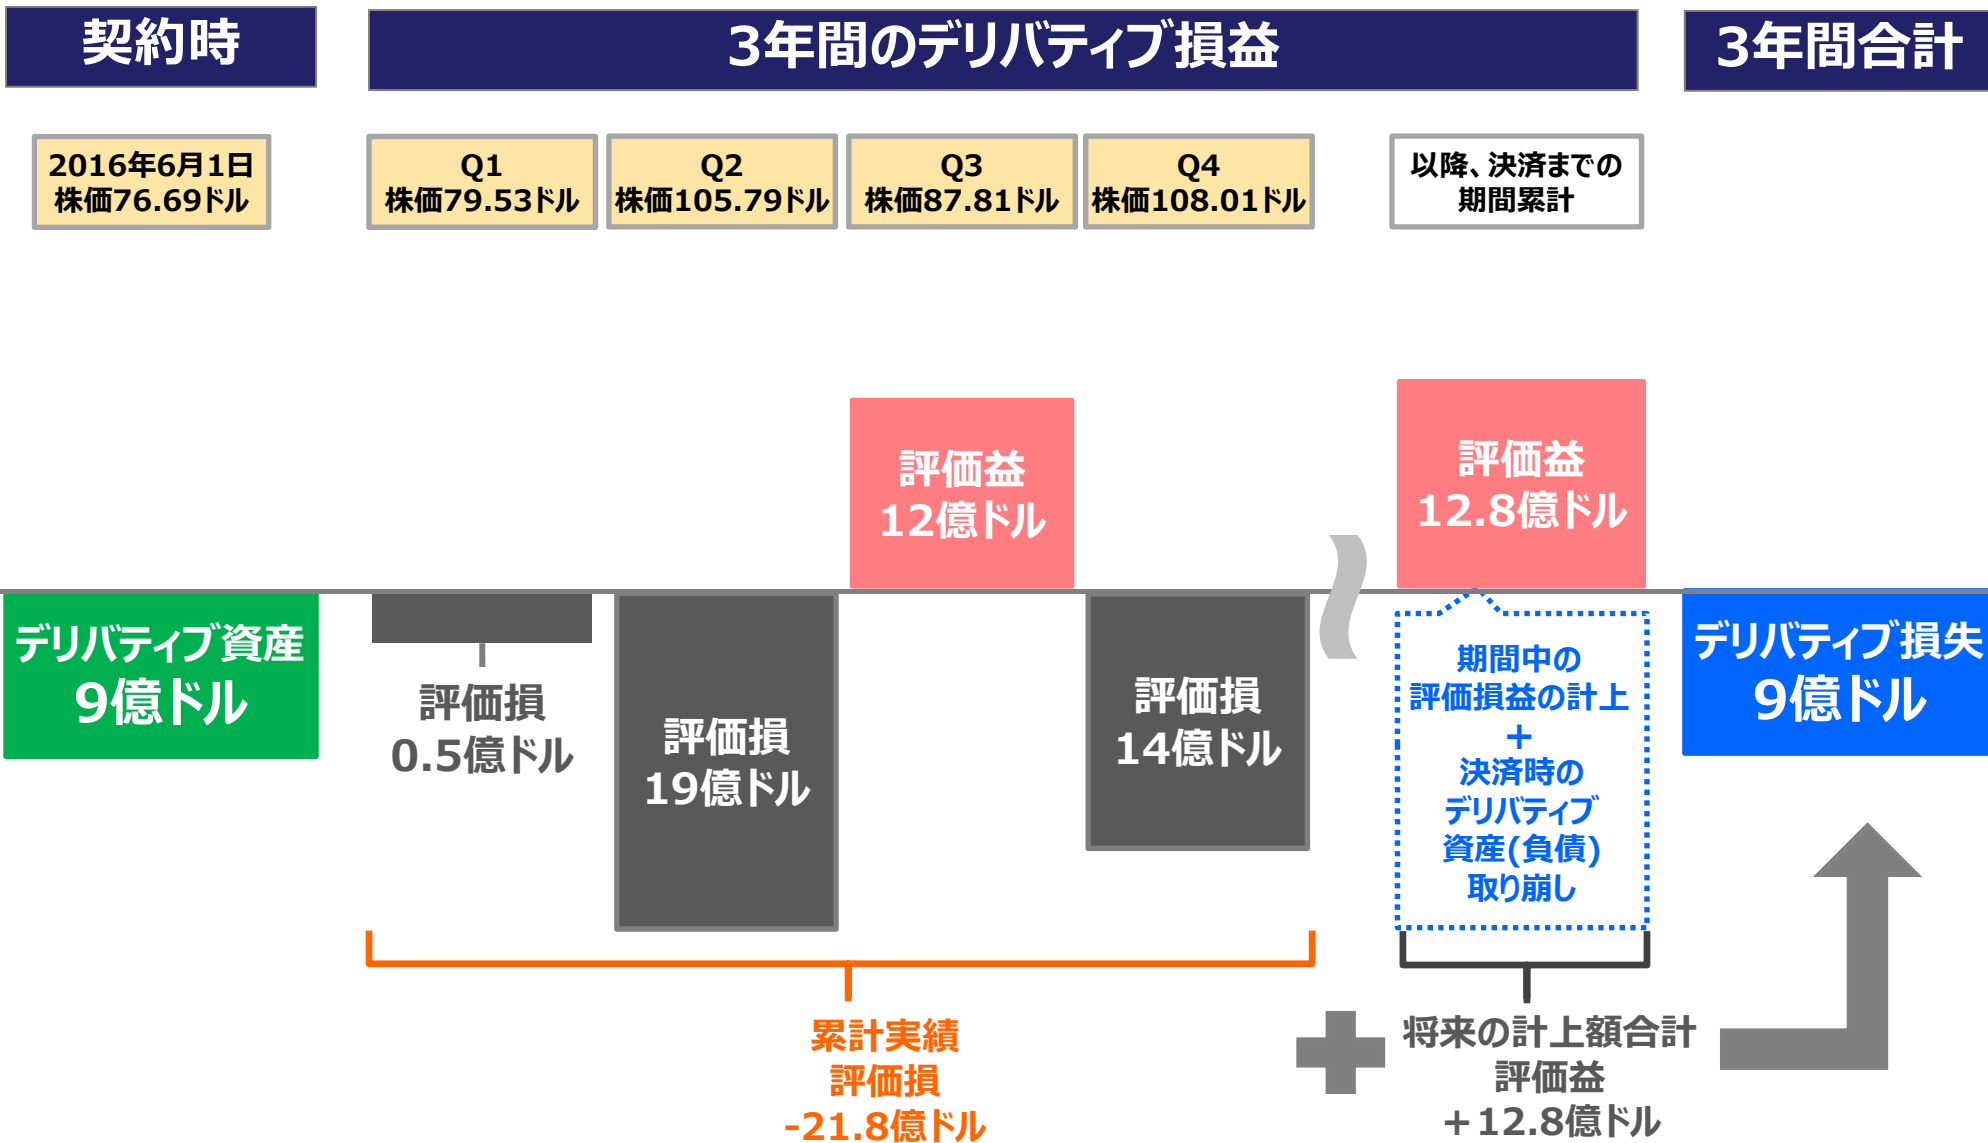 契約時
3年間のデリバティブ損益
3年間合計
2016年6月1日
株価76.69ドル
Q1
株価79.53ドル
Q2
株価105.79ドル
Q3
株価87.81ドル
Q4
株価108.01ドル
以降、決済までの
期間累計
デリバティブ資産
9億ドル
評価損
0.5億ドル
評価損
19億ドル
評価益
12億ドル
評価損
14億ドル
評価益
12.8億ドル
期間中の
評価損益の計上
+
決済時の
デリバティブ
資産(負債)
取り崩し
デリバティブ損失
9億ドル
累計実績
評価損
-21.8億ドル
将来の計上額合計
評価益
+12.8億ドル